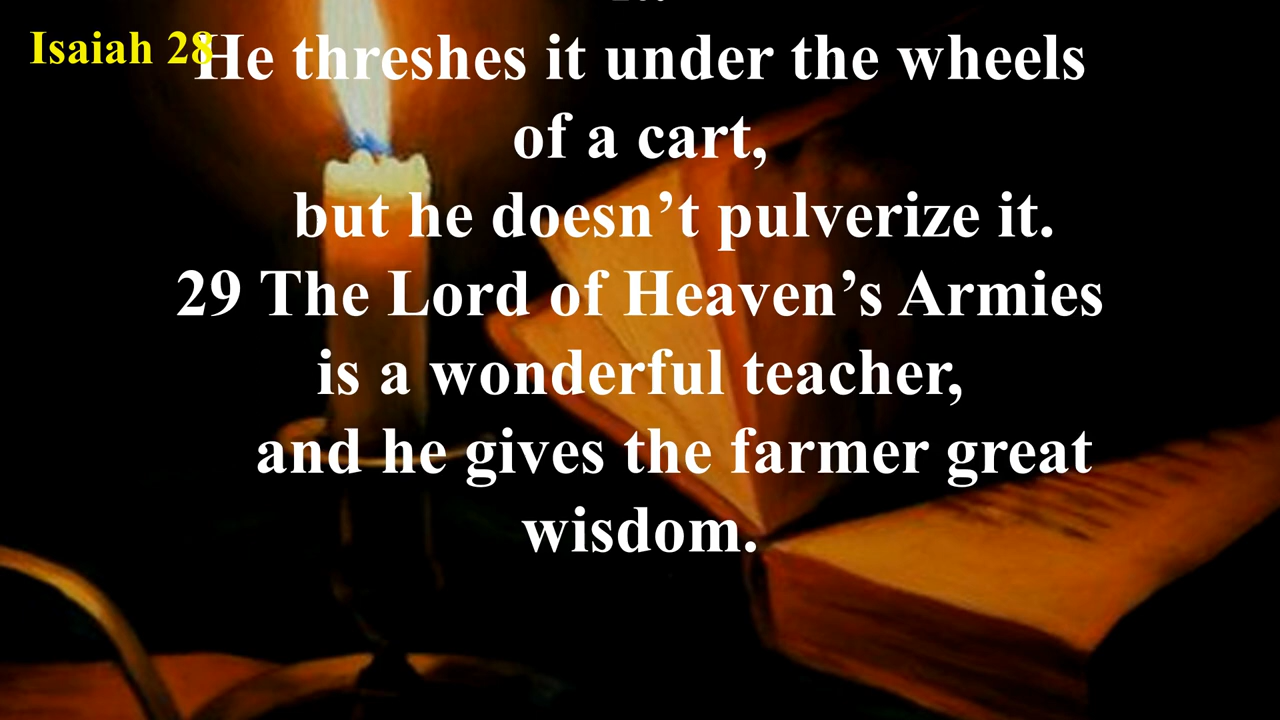 Isaiah 28
He threshes it under the wheels
of a cart,
but he doesn’t pulverize it.
29 The Lord of Heaven’s Armies
is a wonderful teacher,
and he gives the farmer great
wisdom.